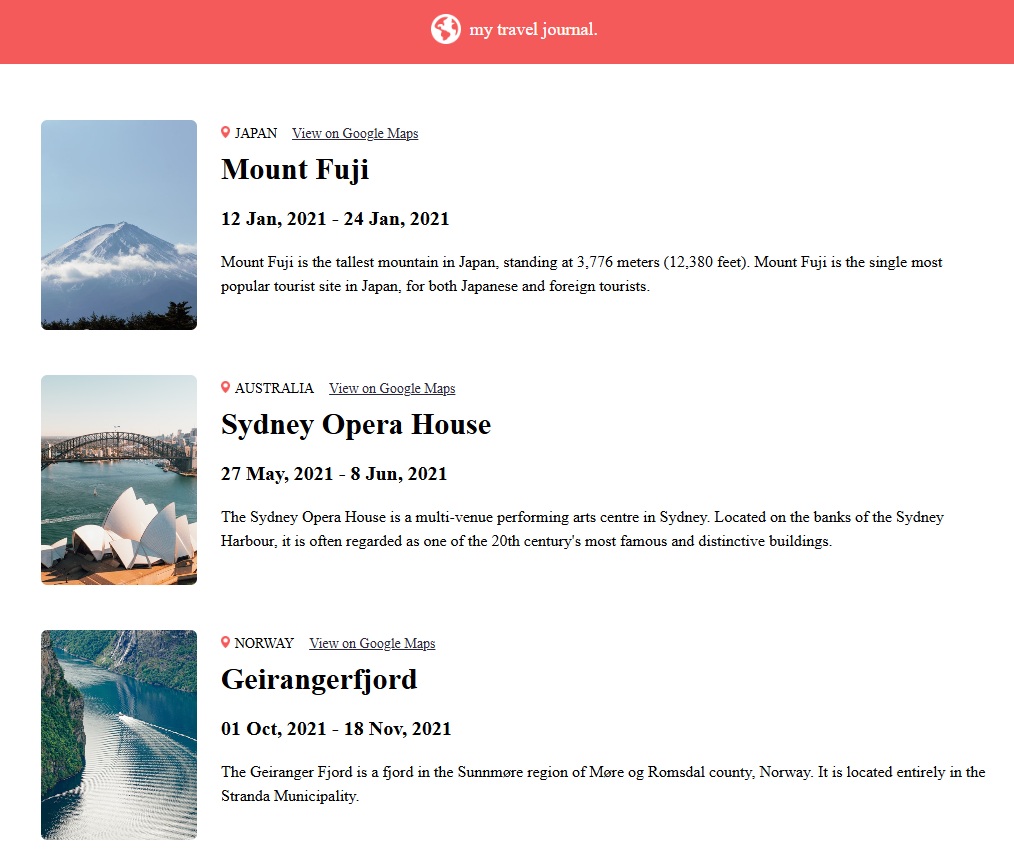 my travel journal.
JAPAN View on Google Maps
Mount Fuji
12 Jan, 2021 - 24 Jan, 2021
Mount Fuji is the tallest mountain in Japan, standing at 3,776 meters (12,380 feet). Mount Fuji is the single most
popular tourist site in Japan, for both Japanese and foreign tourists.
AUSTRALIA View on Google Maps
Sydney Opera House
27 May, 2021 - 8 Jun, 2021
The Sydney Opera House is a multi-venue performing arts centre in Sydney. Located on the banks of the Sydney
Harbour, it is often regarded as one of the 20th century's most famous and distinctive buildings.
NORWAY View on Google Maps
Geirangerfjord
01 Oct, 2021 - 18 Nov, 2021
The Geiranger Fjord is a fjord in the Sunnmøre region of Møre og Romsdal county, Norway. It is located entirely in the
Stranda Municipality.